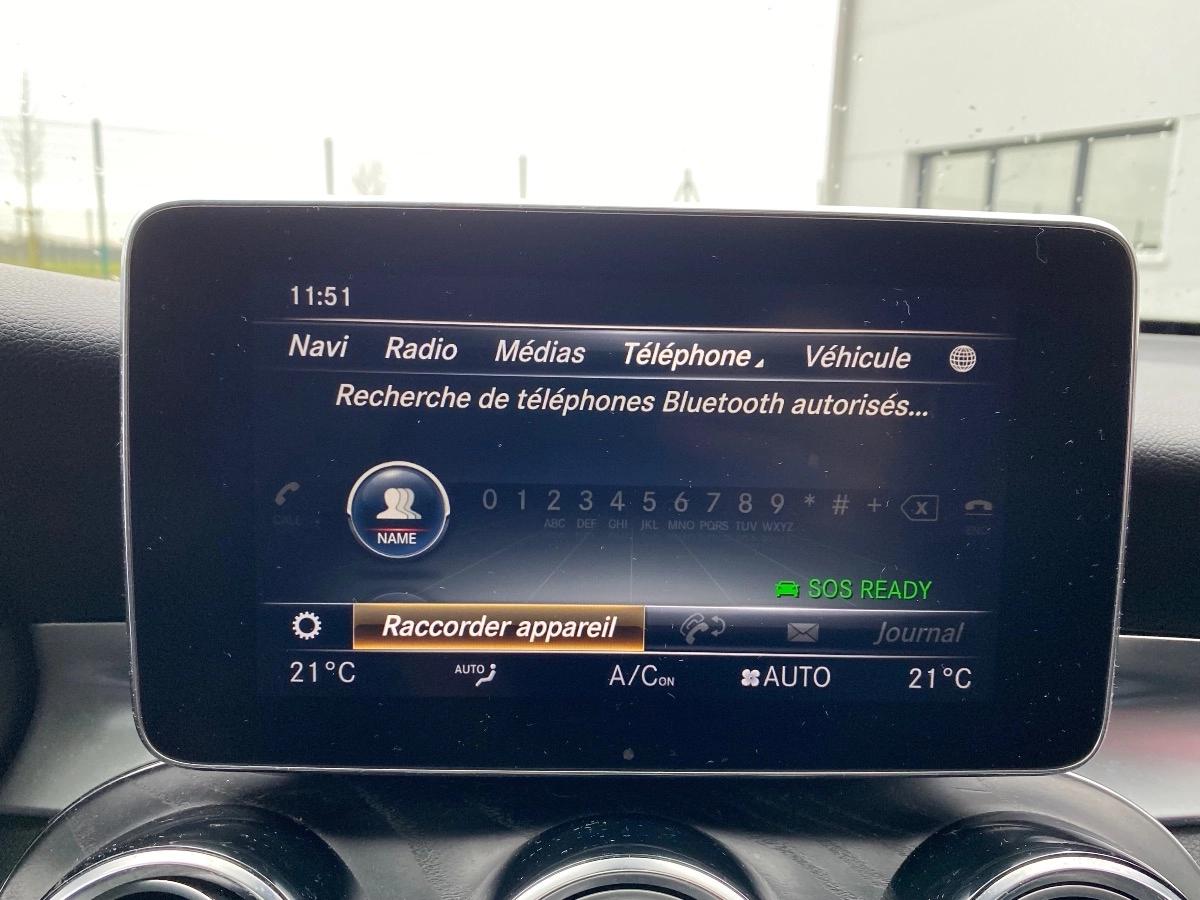 11:51
Navi Radio Médias Téléphone Véhicule
Recherche de téléphones Bluetooth autorisés...
0 1 2 3 4 5 6 7 8 9 * # + X
CALL ABC DEF GHI JKL MNO PQRS TUV WXYZ
NAME
SOS READY
Raccorder appareil Journal
21°C AUTO A/C ON AUTO 21°C